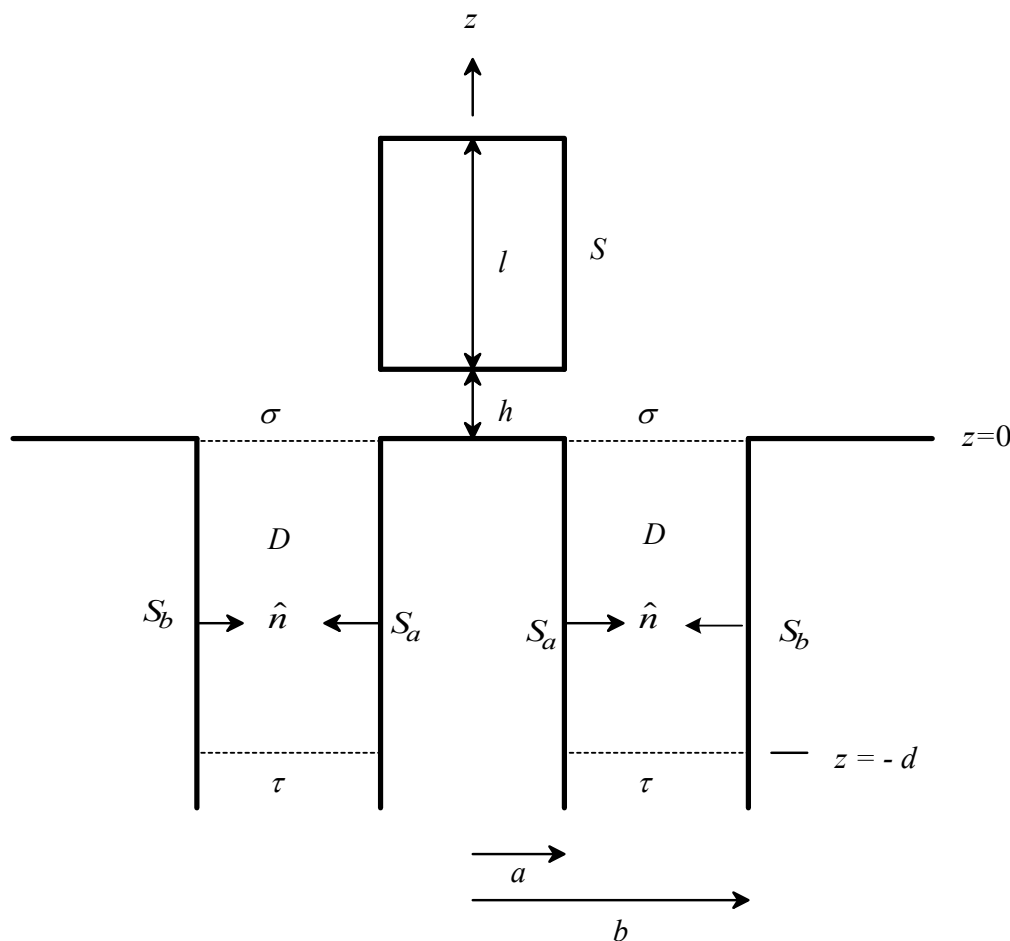 z
l
S
h
σ σ
z=0
D D
S_b n̂ S_a S_a n̂ S_b
τ τ
z = - d
a
b